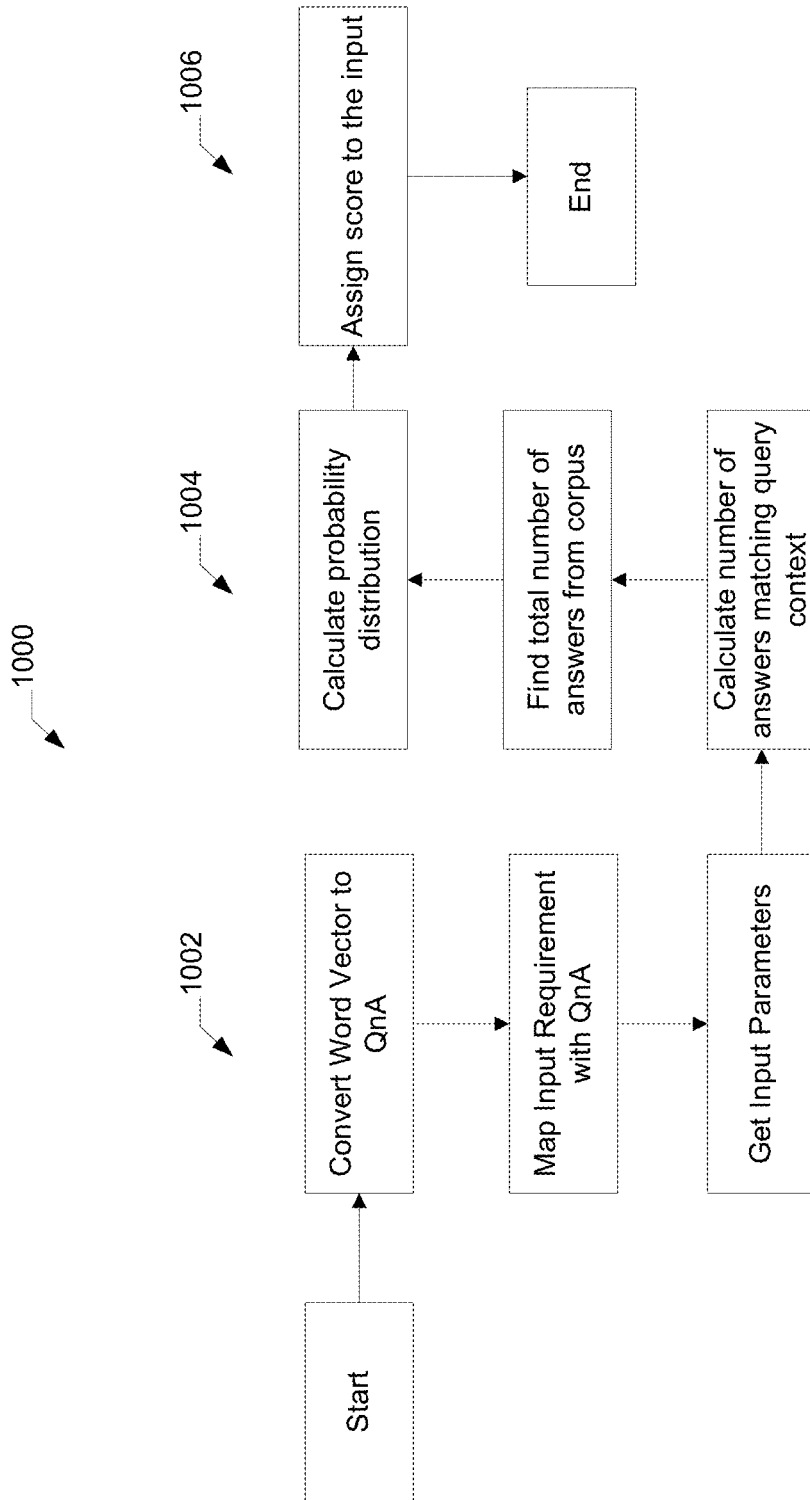 1000
1002
1004
1006
Start
Convert Word Vector to
QnA
Map Input Requirement
with QnA
Get Input Parameters
Calculate number of
answers matching query
context
Find total number of
answers from corpus
Calculate probability
distribution
Assign score to the input
End